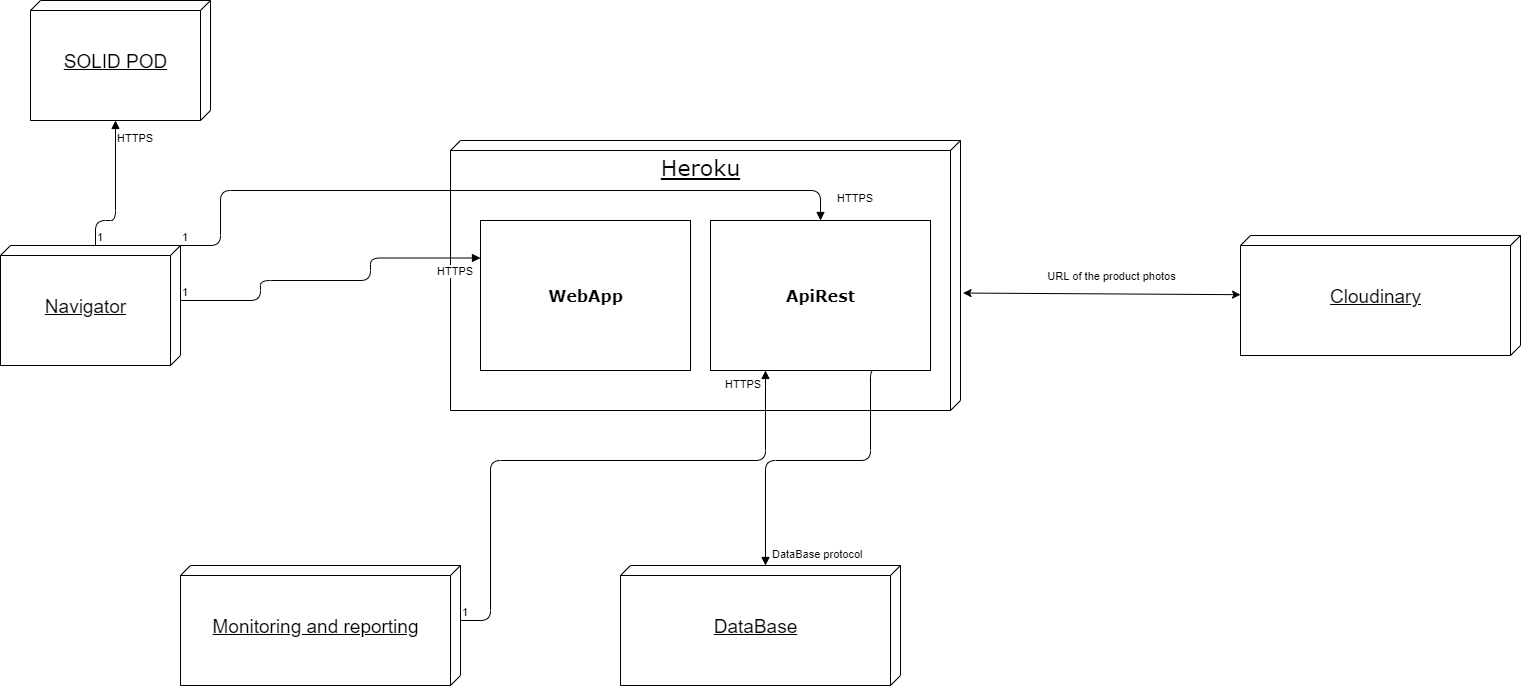 SOLID POD
HTTPS
Heroku
HTTPS
1
1
HTTPS
URL of the product photos
1
WebApp
ApiRest
Cloudinary
Navigator
HTTPS
DataBase protocol
1
Monitoring and reporting
DataBase